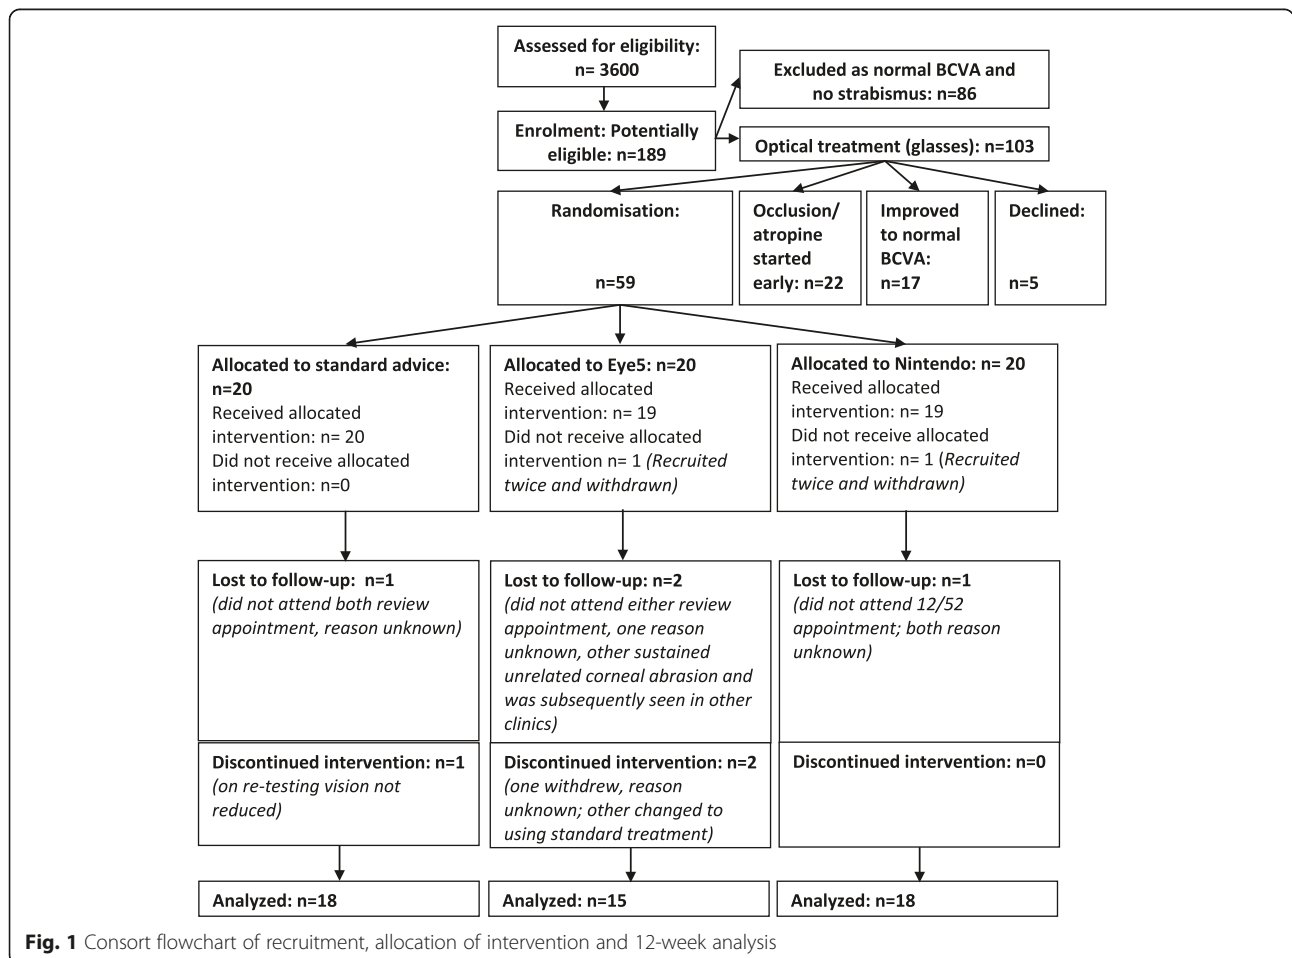 Assessed for eligibility:
n= 3600
Excluded as normal BCVA and
no strabismus: n=86
Enrolment: Potentially
eligible: n=189
Optical treatment (glasses): n=103
Randomisation:
n=59
Occlusion/
atropine
started
early: n=22
Improved
to normal
BCVA:
n=17
Declined:
n=5
Allocated to standard advice:
n=20
Received allocated
intervention: n= 20
Did not receive allocated
intervention: n=0
Allocated to Eye5: n=20
Received allocated
intervention: n= 19
Did not receive allocated
intervention n= 1 (Recruited
twice and withdrawn)
Allocated to Nintendo: n= 20
Received allocated
intervention: n= 19
Did not receive allocated
intervention: n= 1 (Recruited
twice and withdrawn)
Lost to follow-up: n=1
(did not attend both review
appointment, reason unknown)
Lost to follow-up: n=2
(did not attend either review
appointment, one reason
unknown, other sustained
unrelated corneal abrasion and
was subsequently seen in other
clinics)
Lost to follow-up: n=1
(did not attend 12/52
appointment; both reason
unknown)
Discontinued intervention: n=1
(on re-testing vision not
reduced)
Discontinued intervention: n=2
(one withdrew, reason
unknown; other changed to
using standard treatment)
Discontinued intervention: n=0
Analyzed: n=18
Analyzed: n=15
Analyzed: n=18
Fig. 1 Consort flowchart of recruitment, allocation of intervention and 12-week analysis